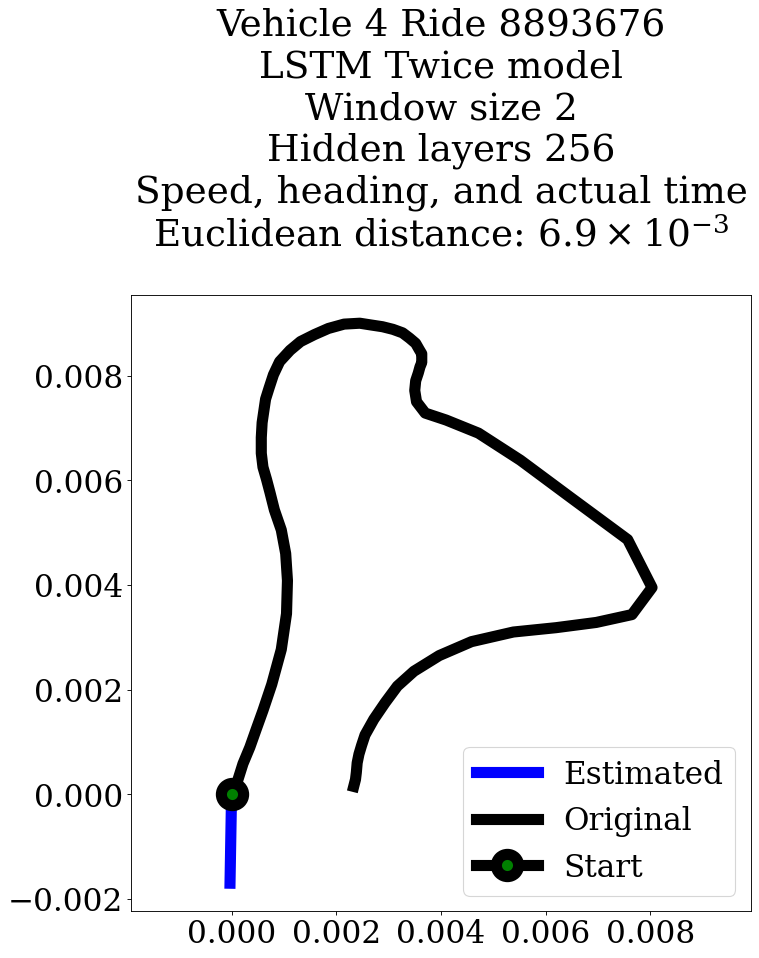 Vehicle 4 Ride 8893676
LSTM Twice model
Window size 2
Hidden layers 256
Speed, heading, and actual time
Euclidean distance: 6.9 × 10⁻³
0.008
0.006
0.004
0.002
0.000
−0.002
Estimated
Original
Start
0.000 0.002 0.004 0.006 0.008